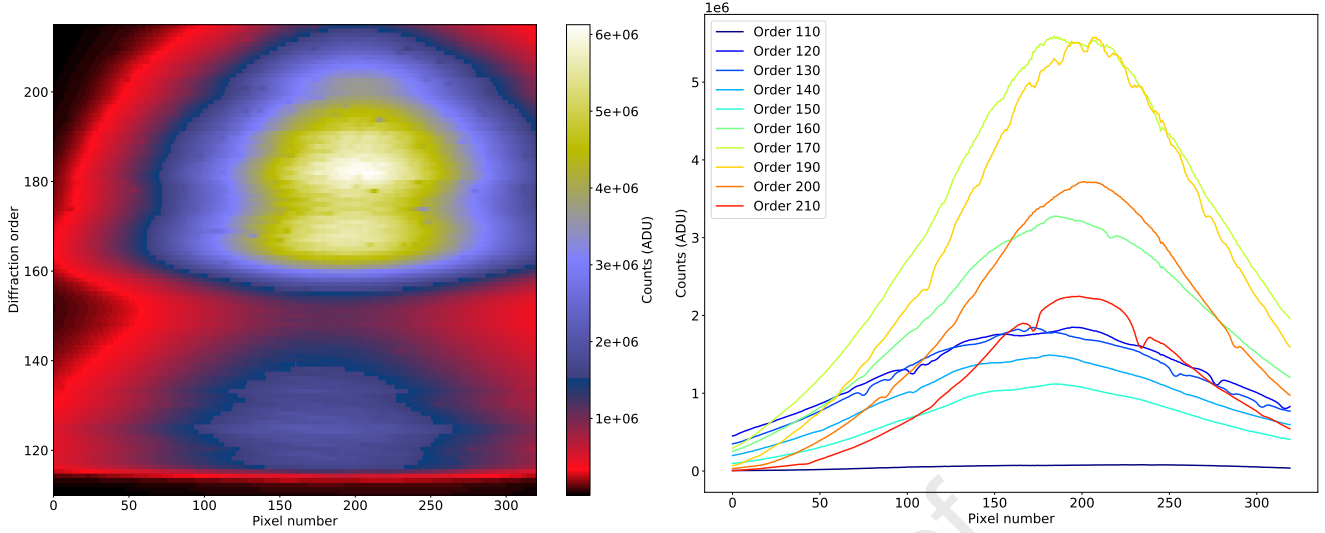 200
180
160
140
120
Diffraction order
0
50
100
150
200
250
300
Pixel number
6e+06
5e+06
4e+06
3e+06
2e+06
1e+06
Counts (ADU)
1e6
5
4
3
2
1
0
Counts (ADU)
Order 110
Order 120
Order 130
Order 140
Order 150
Order 160
Order 170
Order 190
Order 200
Order 210
0
50
100
150
200
250
300
Pixel number